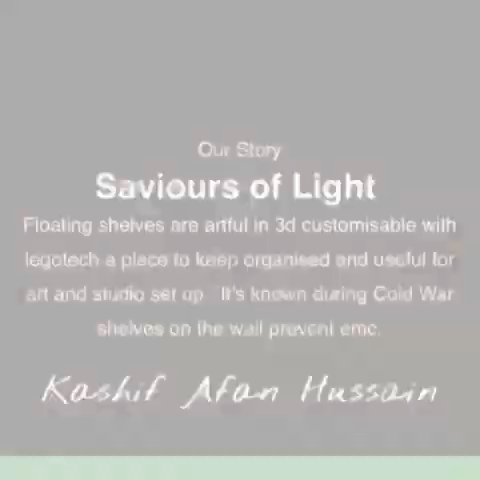 Our Story
Saviours of Light
Floating shelves are artful in 3d customisable with
legotech a place to keep organised and useful for
art and studio set up. It's known during Cold War
shelves on the wall prevent emc.
Kashif Afan Hussain